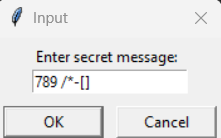 Input
Enter secret message:
789 /*-[]
OK
Cancel